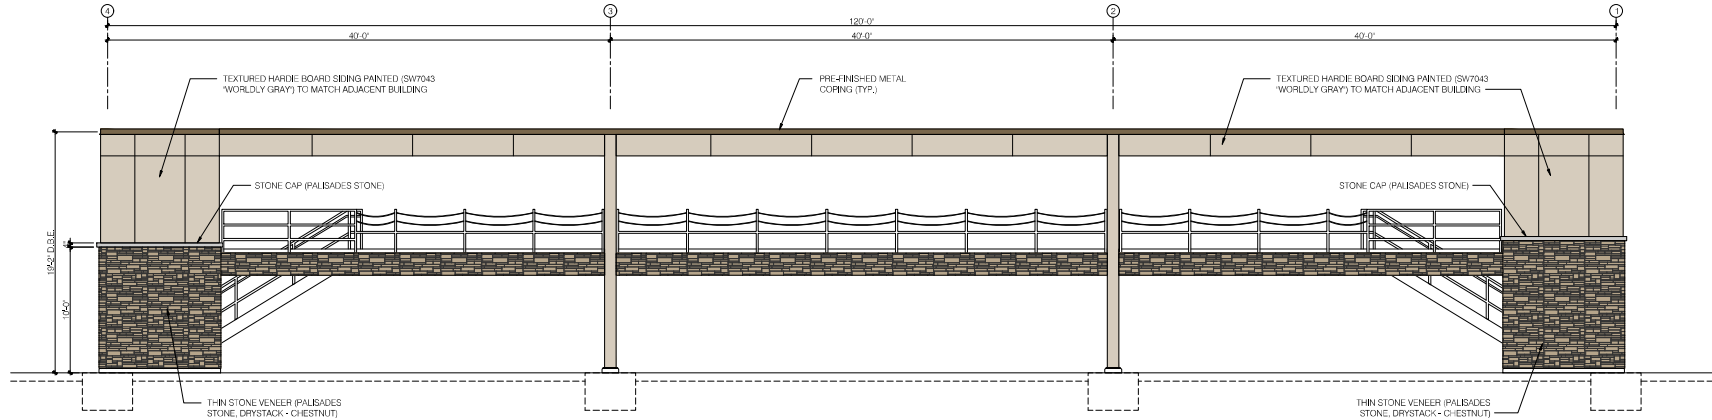 4
3
2
1
120'-0"
40'-0"
40'-0"
40'-0"
TEXTURED HARDIE BOARD SIDING PAINTED (SW7043
"WORLDLY GRAY") TO MATCH ADJACENT BUILDING
PRE-FINISHED METAL
COPING (TYP.)
TEXTURED HARDIE BOARD SIDING PAINTED (SW7043
"WORLDLY GRAY") TO MATCH ADJACENT BUILDING
STONE CAP (PALISADES STONE)
STONE CAP (PALISADES STONE)
19'-2" D.B.E.
4"
10'-0"
THIN STONE VENEER (PALISADES
STONE, DRYSTACK - CHESTNUT)
THIN STONE VENEER (PALISADES
STONE, DRYSTACK - CHESTNUT)